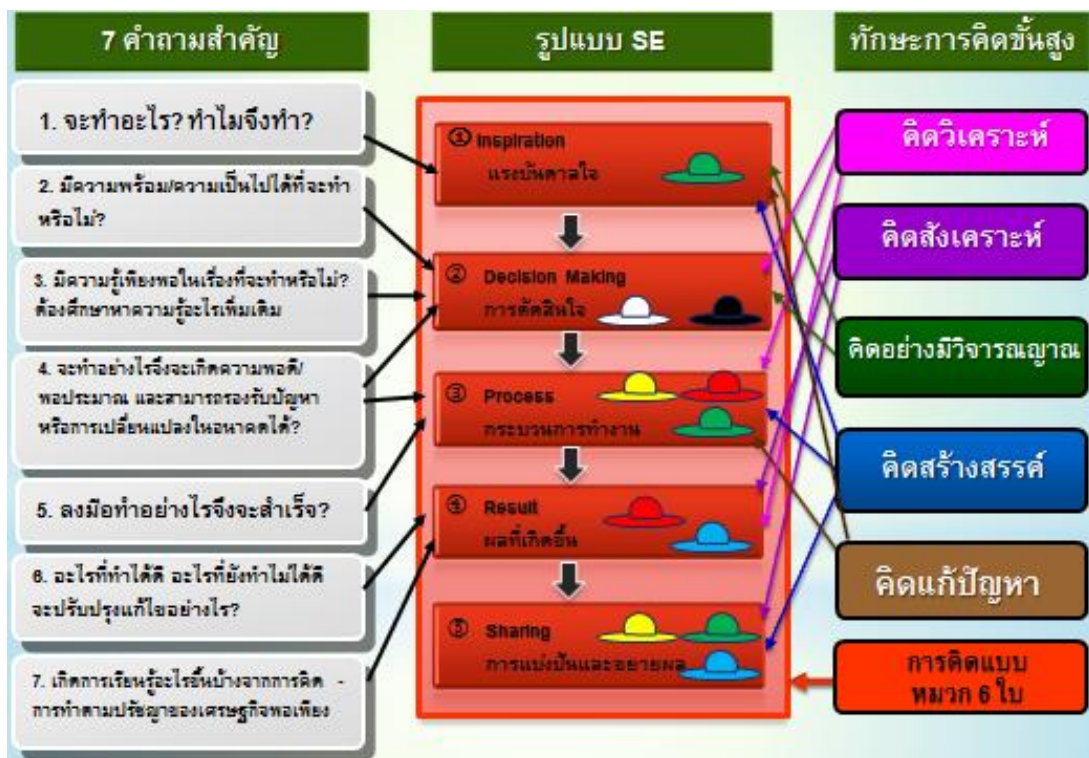 7 คำถามสำคัญ
1. จะทำอะไร? ทำไมจึงทำ?
2. มีความพร้อม/ความเป็นไปได้ที่จะทำ
หรือไม่?
3. มีความรู้เพียงพอในเรื่องที่จะทำหรือไม่?
ต้องศึกษาหาความรู้อะไรเพิ่มเติม
4. จะทำอย่างไรจึงจะเกิดความพอดี/
พอประมาณ และสามารถรองรับปัญหา
หรือการเปลี่ยนแปลงในอนาคตได้?
5. ลงมือทำอย่างไรจึงจะสำเร็จ?
6. อะไรที่ทำได้ดี อะไรที่ยังทำไม่ได้ดี
จะปรับปรุงแก้ไขอย่างไร?
7. เกิดการเรียนรู้อะไรขึ้นบ้างจากการคิด -
การทำตามปรัชญาของเศรษฐกิจพอเพียง
รูปแบบ SE
① Inspiration
แรงบันดาลใจ
② Decision Making
การตัดสินใจ
③ Process
กระบวนการทำงาน
④ Result
ผลที่เกิดขึ้น
⑤ Sharing
การแบ่งปันและขยายผล
ทักษะการคิดขั้นสูง
คิดวิเคราะห์
คิดสังเคราะห์
คิดอย่างมีวิจารณญาณ
คิดสร้างสรรค์
คิดแก้ปัญหา
การคิดแบบ
หมวก 6 ใบ